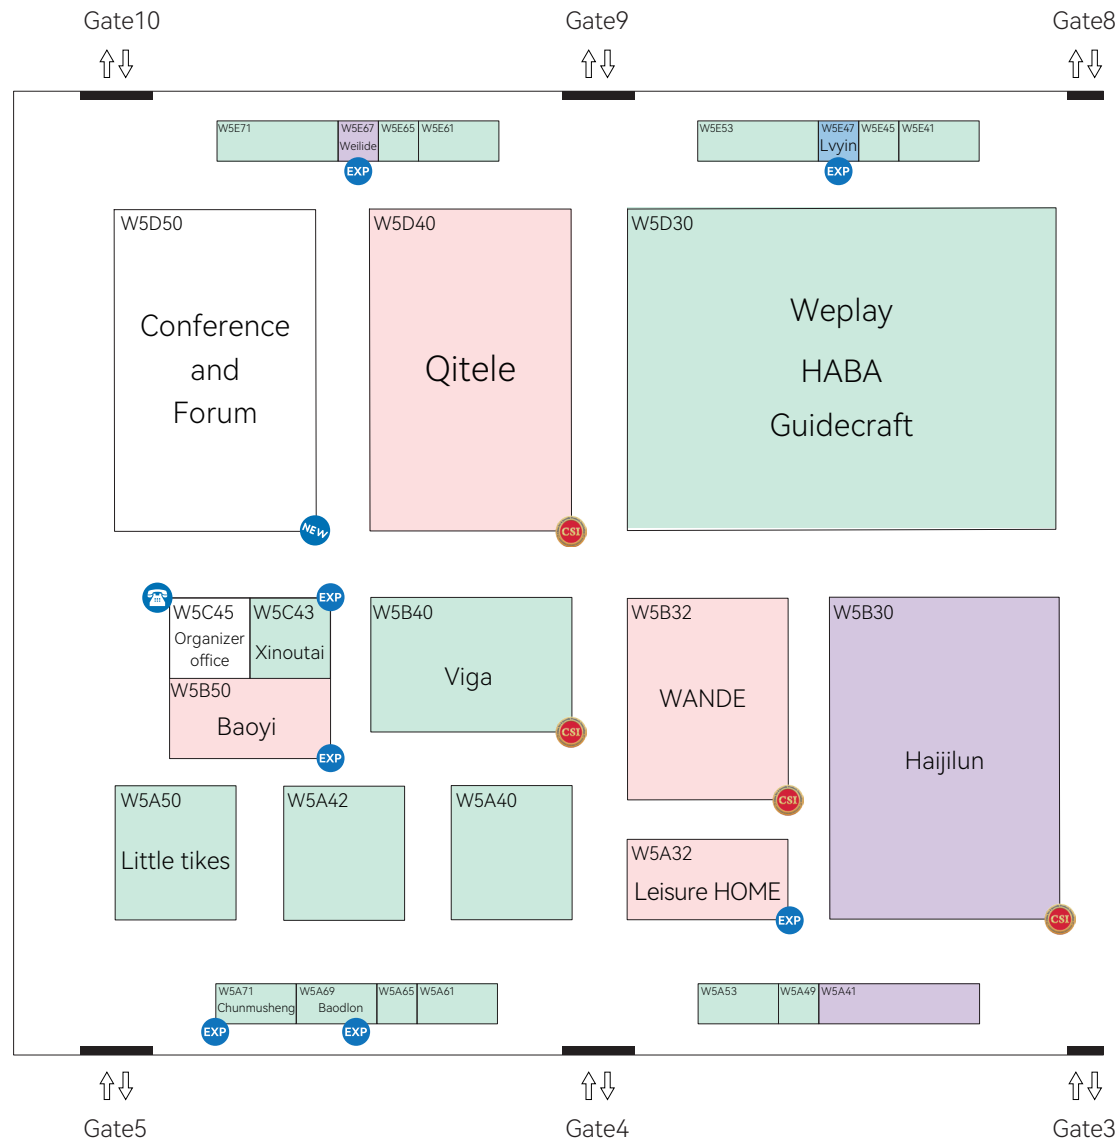 Gate10
Gate9
Gate8
W5E71
W5E67
Weilide
W5E65
W5E61
EXP
W5E53
W5E47
Lvyin
W5E45
W5E41
EXP
W5D50
Conference
and
Forum
NEW
W5D40
Qitele
CSI
W5D30
Weplay
HABA
Guidecraft
W5C45
Organizer
office
W5C43
Xinoutai
EXP
W5B50
Baoyi
EXP
W5B40
Viga
CSI
W5B32
WANDE
CSI
W5B30
Haijilun
CSI
W5A50
Little tikes
W5A42
W5A40
W5A32
Leisure HOME
EXP
W5A71
Chunmusheng
EXP
W5A69
Baodlon
EXP
W5A65
W5A61
W5A53
W5A49
W5A41
Gate5
Gate4
Gate3